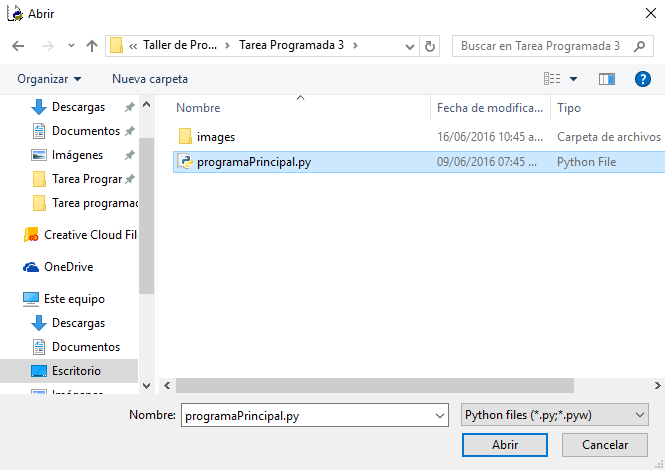 Abrir
« Taller de Pro... > Tarea Programada 3 >
Buscar en Tarea Programada 3
Organizar
Nueva carpeta
?
Descargas
Documentos
Imágenes
Tarea Prograr
Tarea programac
Creative Cloud Fil
OneDrive
Este equipo
Descargas
Documentos
Escritorio
Imágenes
Nombre
Fecha de modifica...
Tipo
images
16/06/2016 10:45 a...
Carpeta de archivos
programaPrincipal.py
09/06/2016 07:45 ...
Python File
Nombre:
programaPrincipal.py
Python files (*.py;*.pyw)
Abrir
Cancelar